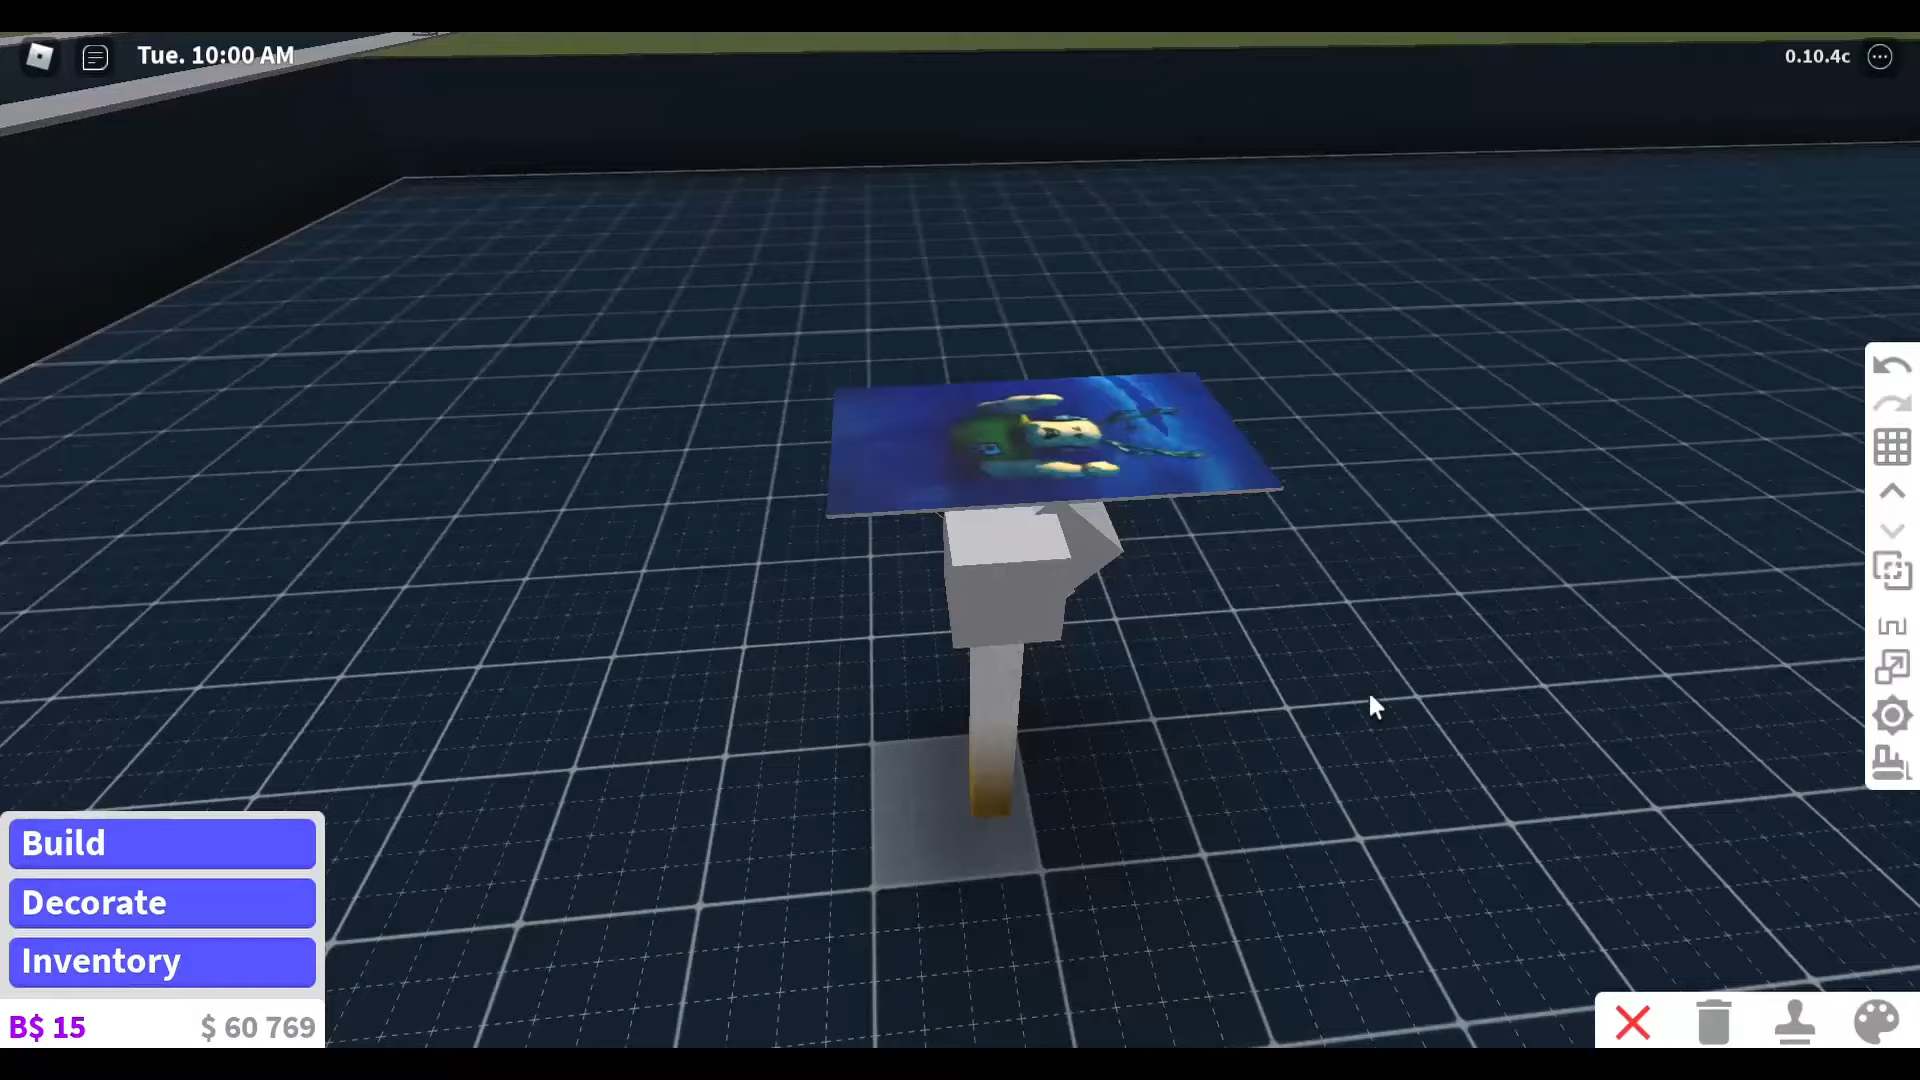 Tue. 10:00 AM
0.10.4c
Build
Decorate
Inventory
B$ 15
$ 60 769